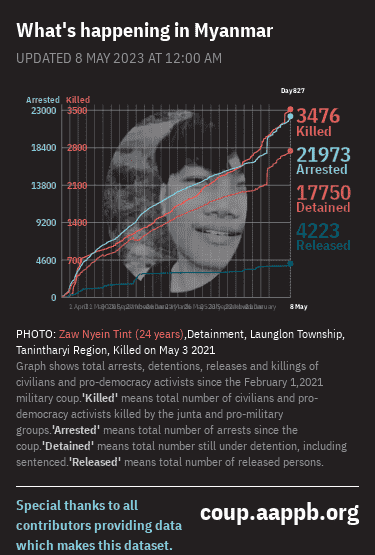 What's happening in Myanmar
UPDATED 8 MAY 2023 AT 12:00 AM
Day827
Arrested Killed
23000 3500
18400 2800
13800 2100
9200 1400
4600 700
0
3476
Killed
21973
Arrested
17750
Detained
4223
Released
8 May
PHOTO: Zaw Nyein Tint (24 years),Detainment, Launglon Township,
Tanintharyi Region, Killed on May 3 2021
Graph shows total arrests, detentions, releases and killings of
civilians and pro-democracy activists since the February 1,2021
military coup.'Killed' means total number of civilians and pro-
democracy activists killed by the junta and pro-military
groups.'Arrested' means total number of arrests since the
coup.'Detained' means total number still under detention, including
sentenced.'Released' means total number of released persons.
Special thanks to all
contributors providing data
which makes this dataset.
coup.aappb.org